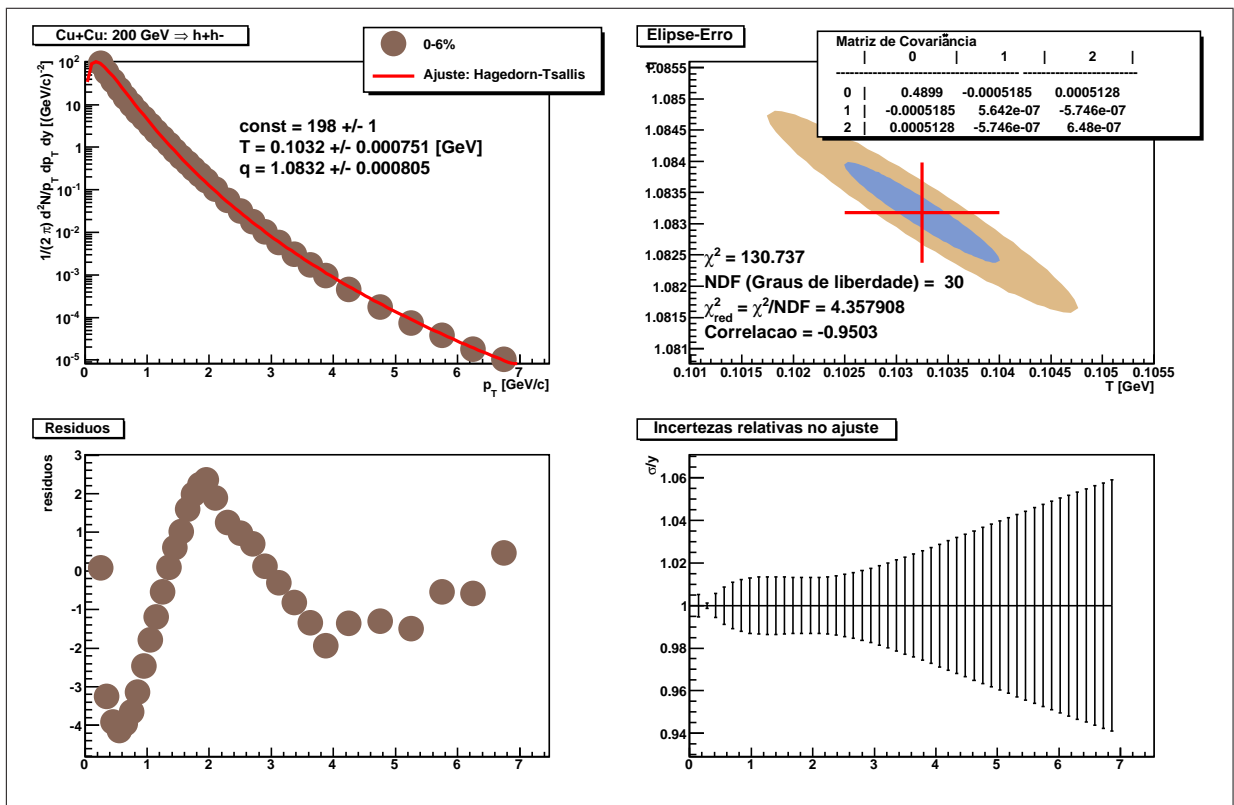 Cu+Cu: 200 GeV ⇒ h+h-
0-6%
Ajuste: Hagedorn-Tsallis
1/(2 π) d²N/p_T dp_T dy [(GeV/c)⁻²]
10²
10
1
10⁻¹
10⁻²
10⁻³
10⁻⁴
10⁻⁵
const = 198 +/- 1
T = 0.1032 +/- 0.000751 [GeV]
q = 1.0832 +/- 0.000805
0 1 2 3 4 5 6 7
p_T [GeV/c]
Elipse-Erro
Matriz de Covariância
| 0 | 1 | 2 |
0 | 0.4899 -0.0005185 0.0005128
1 | -0.0005185 5.642e-07 -5.746e-07
2 | 0.0005128 -5.746e-07 6.48e-07
1.0855
1.085
1.0845
1.084
1.0835
1.083
1.0825
1.082
1.0815
1.081
χ² = 130.737
NDF (Graus de liberdade) = 30
χ²_red = χ²/NDF = 4.357908
Correlacao = -0.9503
0.101 0.1015 0.102 0.1025 0.103 0.1035 0.104 0.1045 0.105 0.1055
T [GeV]
Residuos
residuos
3
2
1
0
-1
-2
-3
-4
0 1 2 3 4 5 6 7
Incertezas relativas no ajuste
σ/y
1.06
1.04
1.02
1
0.98
0.96
0.94
0 1 2 3 4 5 6 7